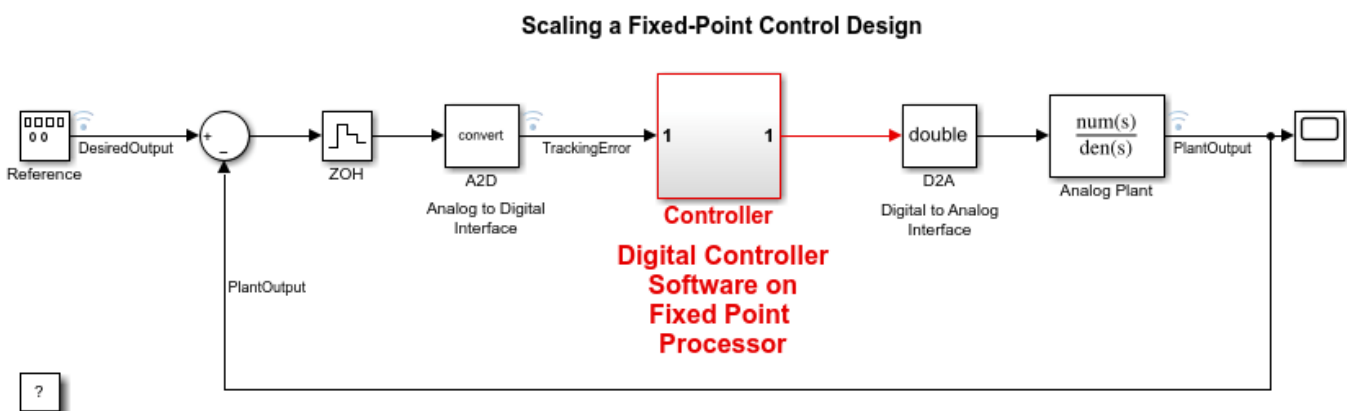 Scaling a Fixed-Point Control Design
DesiredOutput
Reference
+
−
ZOH
convert
A2D
Analog to Digital
Interface
TrackingError
1
1
Controller
Digital Controller
Software on
Fixed Point
Processor
double
D2A
Digital to Analog
Interface
num(s)
den(s)
Analog Plant
PlantOutput
PlantOutput
?